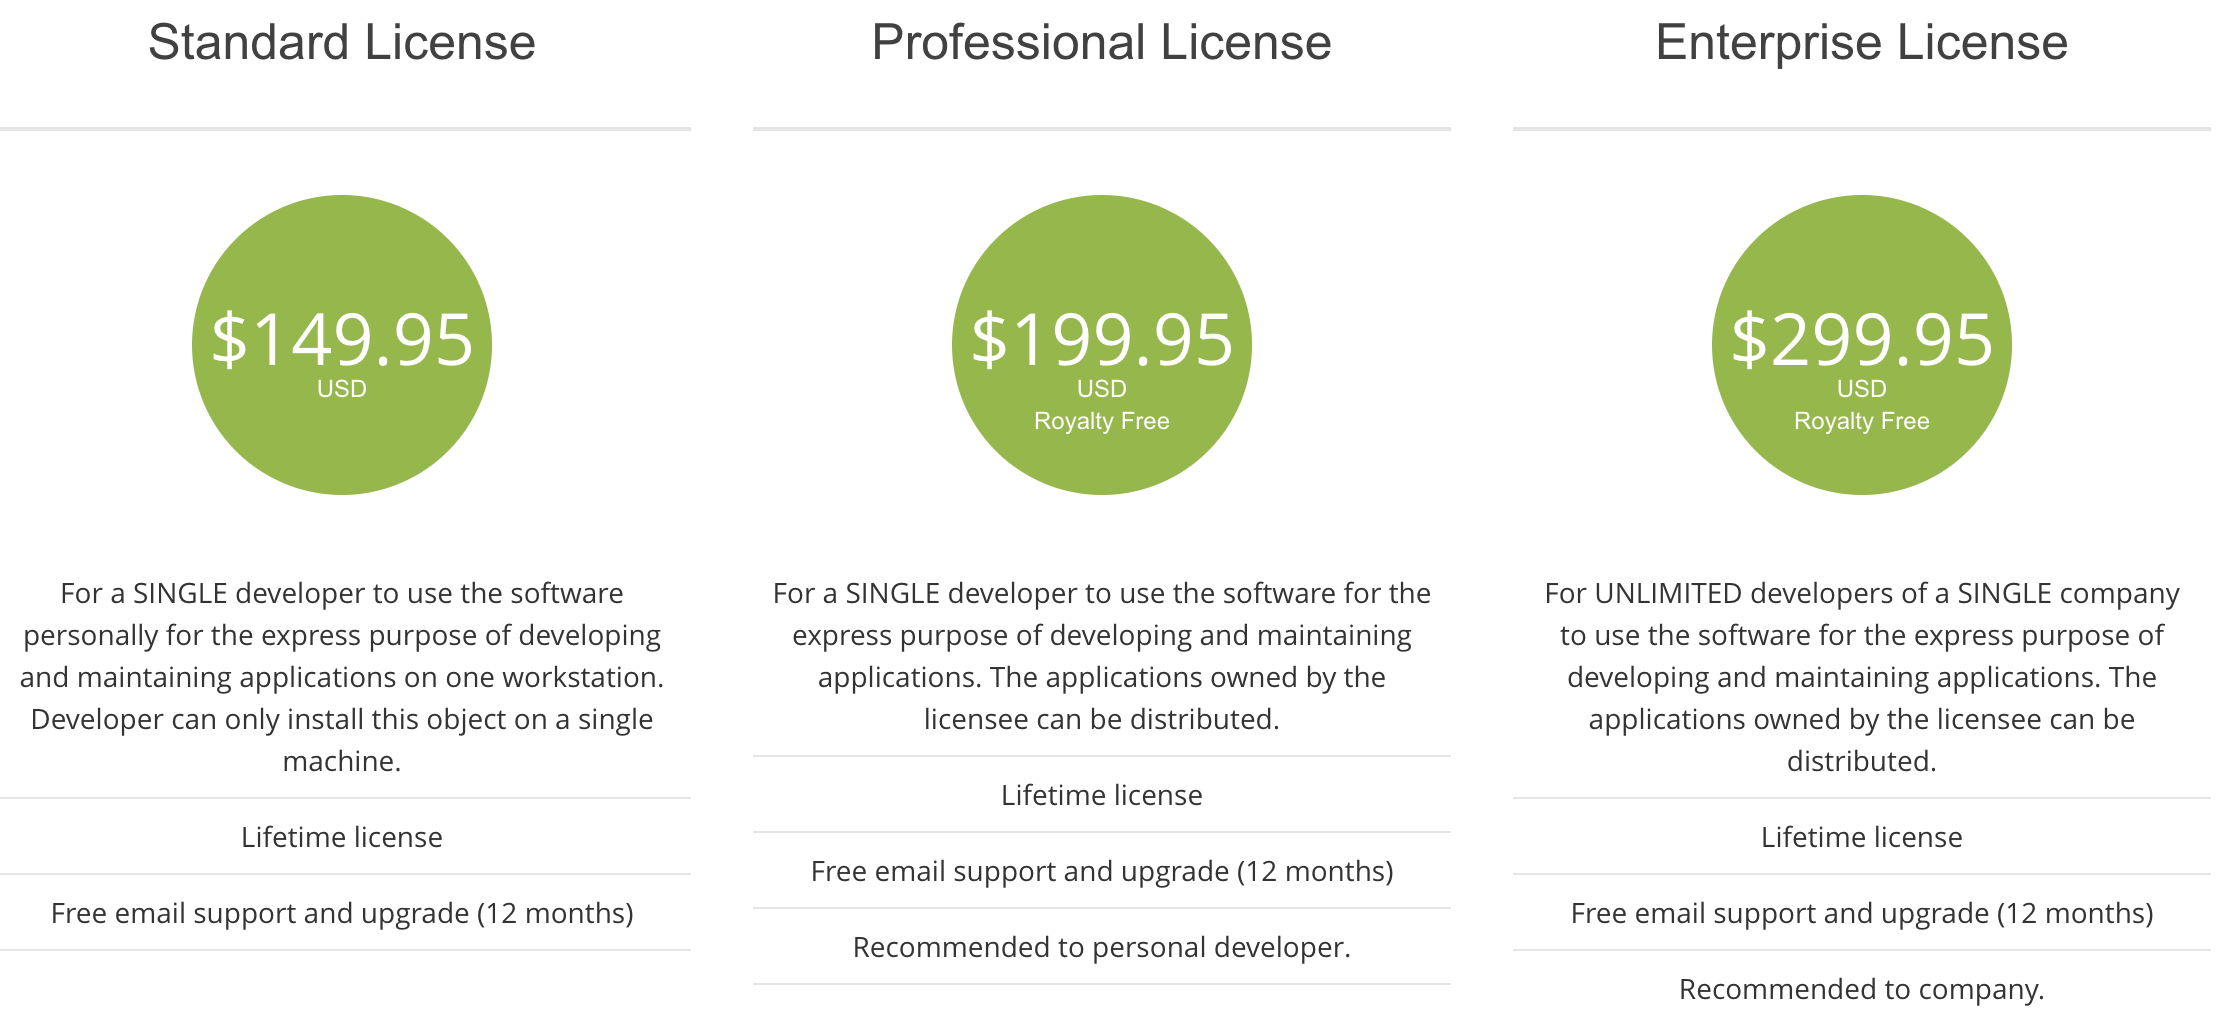 Standard License
$149.95
USD
For a SINGLE developer to use the software
personally for the express purpose of developing
and maintaining applications on one workstation.
Developer can only install this object on a single
machine.
Lifetime license
Free email support and upgrade (12 months)
Professional License
$199.95
USD
Royalty Free
For a SINGLE developer to use the software for the
express purpose of developing and maintaining
applications. The applications owned by the
licensee can be distributed.
Lifetime license
Free email support and upgrade (12 months)
Recommended to personal developer.
Enterprise License
$299.95
USD
Royalty Free
For UNLIMITED developers of a SINGLE company
to use the software for the express purpose of
developing and maintaining applications. The
applications owned by the licensee can be
distributed.
Lifetime license
Free email support and upgrade (12 months)
Recommended to company.